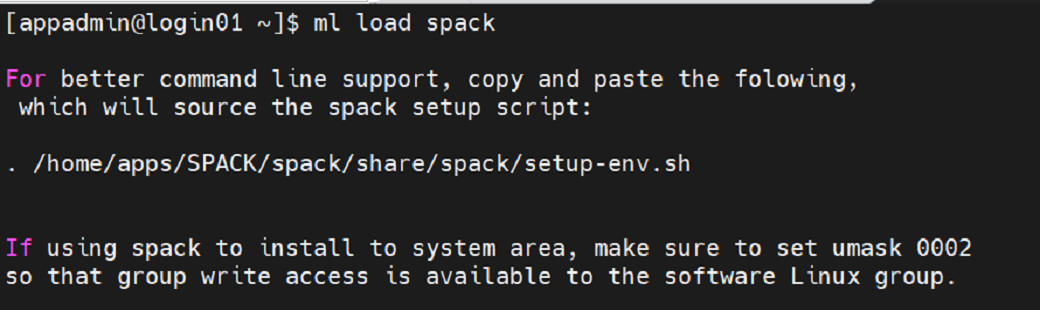 [appadmin@login01 ~]$ ml load spack
For better command line support, copy and paste the folowing,
which will source the spack setup script:
. /home/apps/SPACK/spack/share/spack/setup-env.sh
If using spack to install to system area, make sure to set umask 0002
so that group write access is available to the software Linux group.